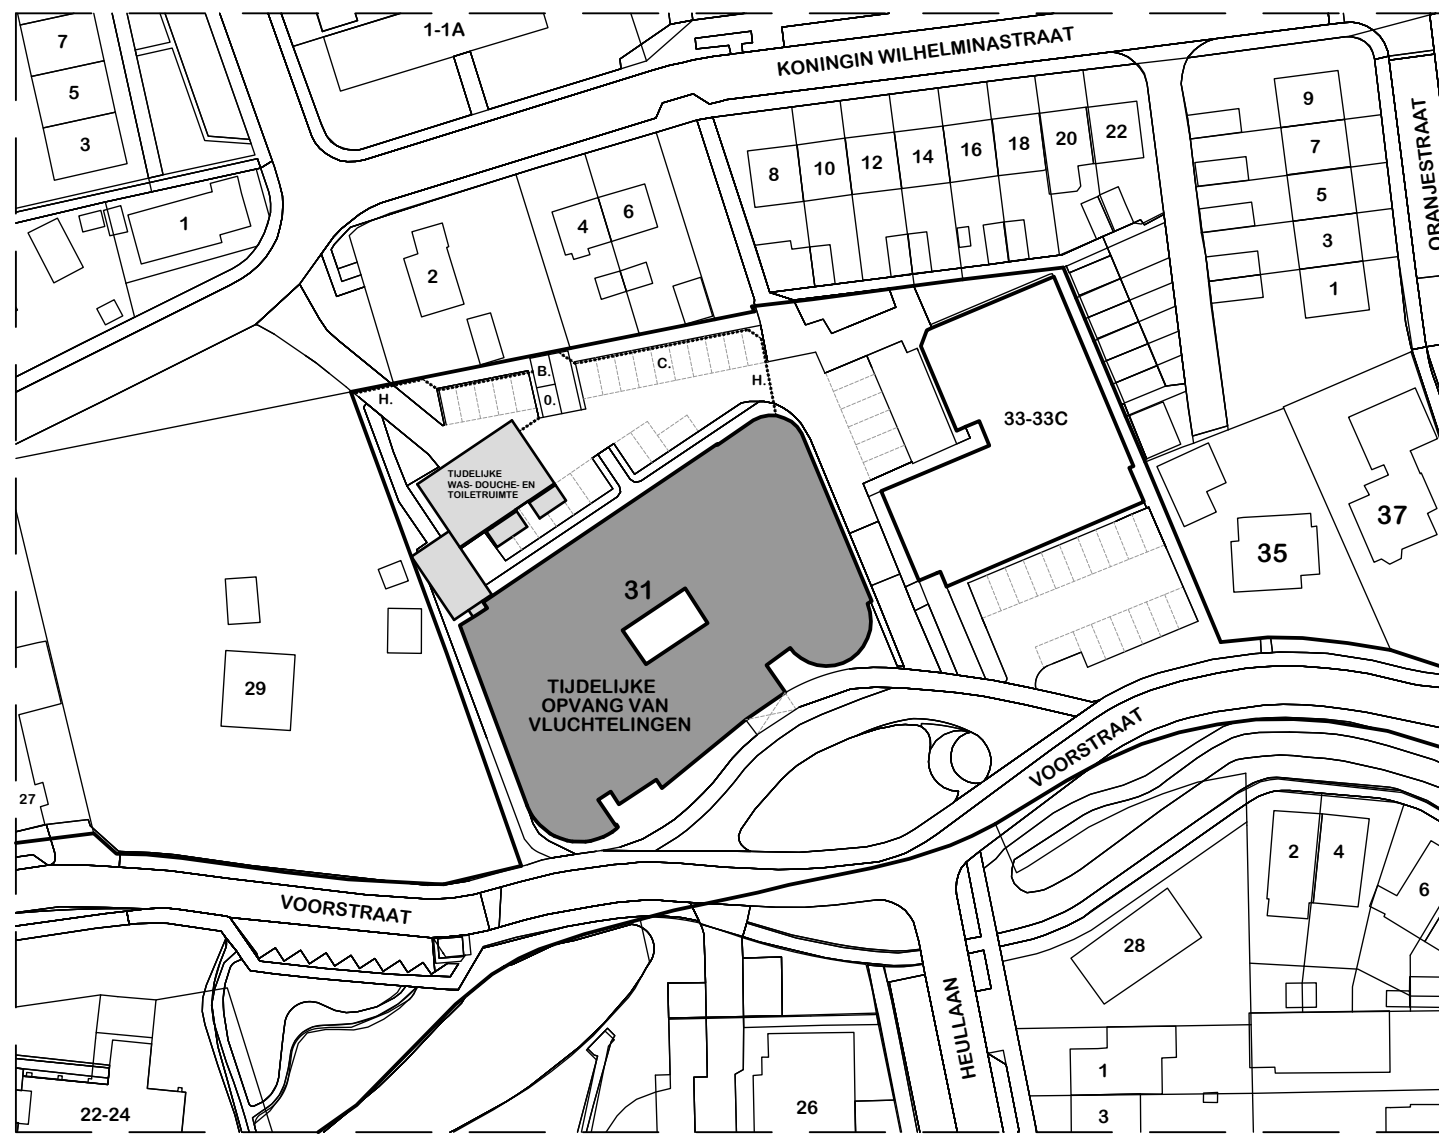 1-1A
KONINGIN WILHELMINASTRAAT
7
5
3
1
2
4
6
8
10
12
14
16
18
20
22
9
7
5
3
1
ORANJESTRAAT
B.
O.
C.
H.
H.
TIJDELIJKE
WAS- DOUCHE- EN
TOILETRUIMTE
33-33C
37
35
31
29
27
TIJDELIJKE
OPVANG VAN
VLUCHTELINGEN
VOORSTRAAT
VOORSTRAAT
2
4
6
28
HEULLAAN
1
3
26
22-24